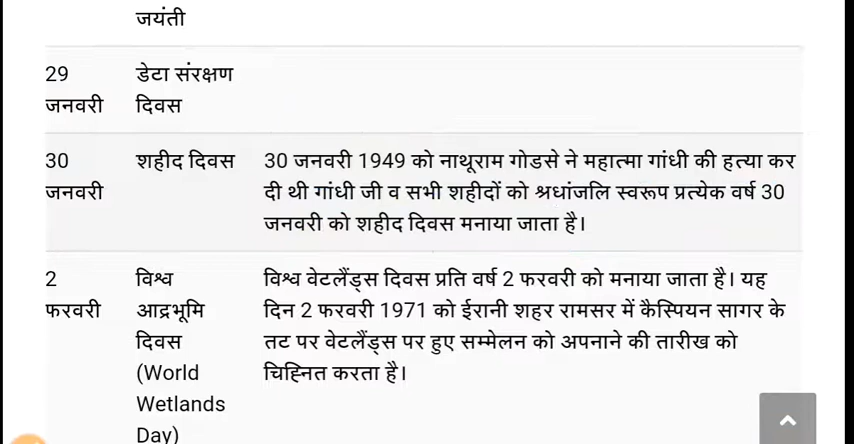 जयंती
29 जनवरी
डेटा संरक्षण दिवस
30 जनवरी
शहीद दिवस
30 जनवरी 1949 को नाथूराम गोडसे ने महात्मा गांधी की हत्या कर
दी थी गांधी जी व सभी शहीदों को श्रधांजलि स्वरूप प्रत्येक वर्ष 30
जनवरी को शहीद दिवस मनाया जाता है।
2
फरवरी
विश्व
आद्रभूमि
दिवस
(World
Wetlands
Day)
विश्व वेटलैंड्स दिवस प्रति वर्ष 2 फरवरी को मनाया जाता है। यह
दिन 2 फरवरी 1971 को ईरानी शहर रामसर में कैस्पियन सागर के
तट पर वेटलैंड्स पर हुए सम्मेलन को अपनाने की तारीख को
चिह्नित करता है।